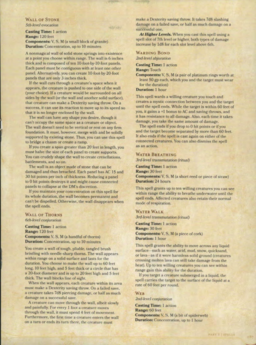 WALL OF STONE
5th-level evocation
Casting Time: 1 action
Range: 120 feet
Components: V, S, M (a small block of granite)
Duration: Concentration, up to 10 minutes
A nonmagical wall of solid stone springs into existence
at a point you choose within range. The wall is 6 inches
thick and is composed of ten 10-foot-by-10-foot panels.
Each panel must be contiguous with at least one other
panel. Alternatively, you can create 10-foot-by-20-foot
panels that are only 3 inches thick.
If the wall cuts through a creature's space when it
appears, the creature is pushed to one side of the wall
(your choice). If a creature would be surrounded on all
sides by the wall (or the wall and another solid surface),
that creature can make a Dexterity saving throw. On a
success, it can use its reaction to move up to its speed so
that it is no longer enclosed by the wall.
The wall can have any shape you desire, though it
can't occupy the same space as a creature or object.
The wall doesn't need to be vertical or rest on any firm
foundation. It must, however, merge with and be solidly
supported by existing stone. Thus, you can use this spell
to bridge a chasm or create a ramp.
If you create a span greater than 20 feet in length, you
must halve the size of each panel to create supports.
You can crudely shape the wall to create crenellations,
battlements, and so on.
The wall is an object made of stone that can be
damaged and thus breached. Each panel has AC 15 and
30 hit points per inch of thickness. Reducing a panel
to 0 hit points destroys it and might cause connected
panels to collapse at the DM's discretion.
If you maintain your concentration on this spell for
its whole duration, the wall becomes permanent and
can't be dispelled. Otherwise, the wall disappears when
the spell ends.
WALL OF THORNS
6th-level conjuration
Casting Time: 1 action
Range: 120 feet
Components: V, S, M (a handful of thorns)
Duration: Concentration, up to 10 minutes
You create a wall of tough, pliable, tangled brush
bristling with needle-sharp thorns. The wall appears
within range on a solid surface and lasts for the
duration. You choose to make the wall up to 60 feet
long, 10 feet high, and 5 feet thick or a circle that has
a 20-foot diameter and is up to 20 feet high and 5 feet
thick. The wall blocks line of sight.
When the wall appears, each creature within its area
must make a Dexterity saving throw. On a failed save,
a creature takes 7d8 piercing damage, or half as much
damage on a successful save.
A creature can move through the wall, albeit slowly
and painfully. For every 1 foot a creature moves
through the wall, it must spend 4 feet of movement.
Furthermore, the first time a creature enters the wall
on a turn or ends its turn there, the creature must
make a Dexterity saving throw. It takes 7d8 slashing
damage on a failed save, or half as much damage on a
successful one.
At Higher Levels. When you cast this spell using a
spell slot of 7th level or higher, both types of damage
increase by 1d8 for each slot level above 6th.
WARDING BOND
2nd-level abjuration
Casting Time: 1 action
Range: Touch
Components: V, S, M (a pair of platinum rings worth at
least 50 gp each, which you and the target must wear
for the duration)
Duration: 1 hour
This spell wards a willing creature you touch and
creates a mystic connection between you and the target
until the spell ends. While the target is within 60 feet of
you, it gains a +1 bonus to AC and saving throws, and
it has resistance to all damage. Also, each time it takes
damage, you take the same amount of damage.
The spell ends if you drop to 0 hit points or if you
and the target become separated by more than 60 feet.
It also ends if the spell is cast again on either of the
connected creatures. You can also dismiss the spell
as an action.
WATER BREATHING
3rd-level transmutation (ritual)
Casting Time: 1 action
Range: 30 feet
Components: V, S, M (a short reed or piece of straw)
Duration: 24 hours
This spell grants up to ten willing creatures you can see
within range the ability to breathe underwater until the
spell ends. Affected creatures also retain their normal
mode of respiration.
WATER WALK
3rd-level transmutation (ritual)
Casting Time: 1 action
Range: 30 feet
Components: V, S, M (a piece of cork)
Duration: 1 hour
This spell grants the ability to move across any liquid
surface—such as water, acid, mud, snow, quicksand,
or lava—as if it were harmless solid ground (creatures
crossing molten lava can still take damage from the
heat). Up to ten willing creatures you can see within
range gain this ability for the duration.
If you target a creature submerged in a liquid, the
spell carries the target to the surface of the liquid at a
rate of 60 feet per round.
WEB
2nd-level conjuration
Casting Time: 1 action
Range: 60 feet
Components: V, S, M (a bit of spiderweb)
Duration: Concentration, up to 1 hour